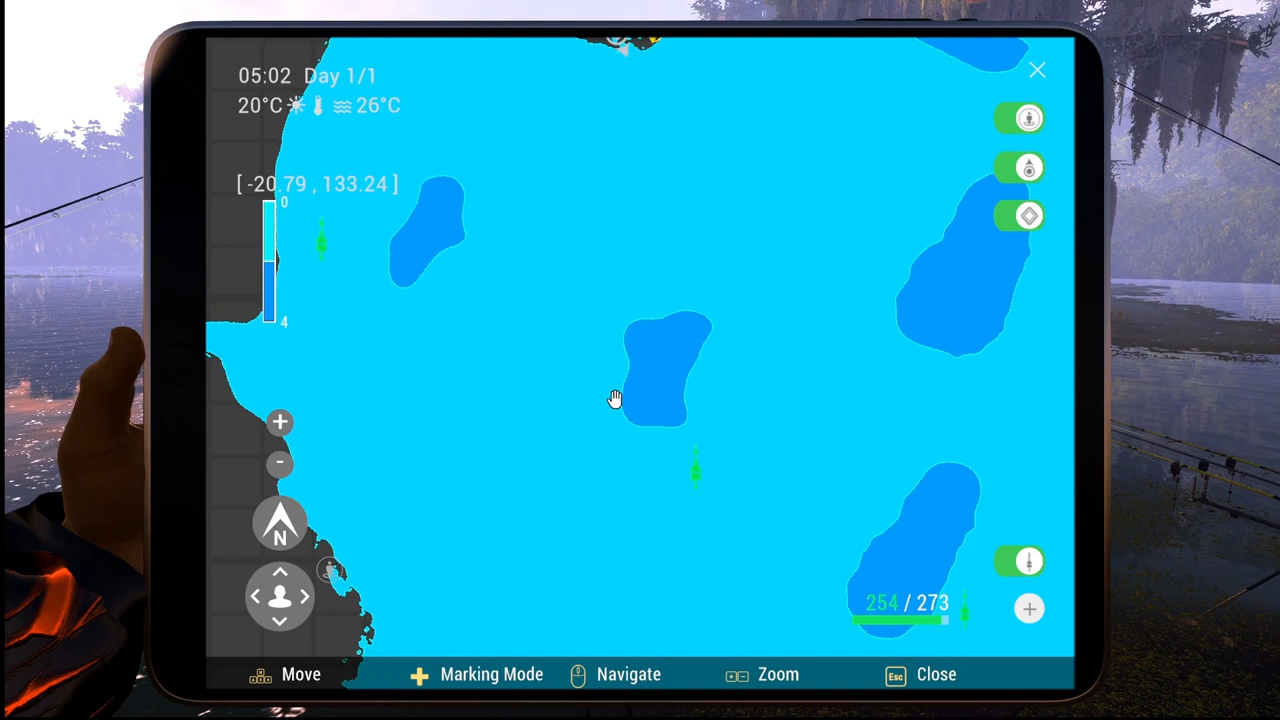 05:02 Day 1/1
20°C 26°C
[ -20.79 , 133.24 ]
0
4
+
-
N
254 / 273
+
Move
Marking Mode
Navigate
Zoom
Esc Close